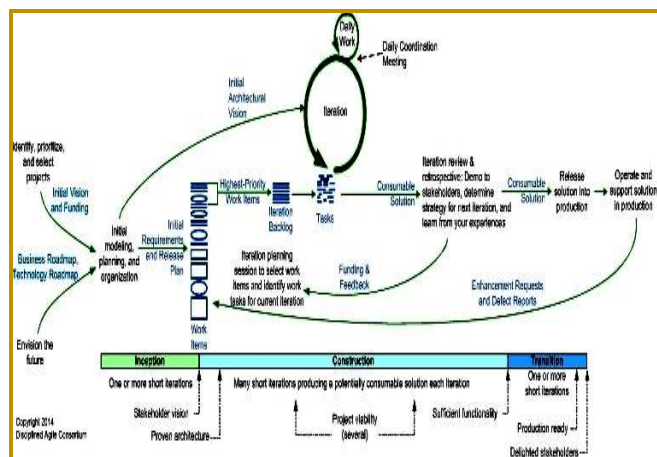 Daily
Work
Daily Coordination
Meeting
Initial
Architectural
Vision
Iteration
Identify, prioritize,
and select
projects
Initial Vision
and Funding
Highest-Priority
Work Items
Iteration
Backlog
Tasks
Consumable
Solution
Iteration review &
retrospective: Demo to
stakeholders, determine
strategy for next iteration, and
learn from your experiences
Consumable
Solution
Release
solution into
production
Operate and
support solution
in production
Initial
modeling,
planning, and
organization
Initial
Requirements
and Release
Plan
Business Roadmap,
Technology Roadmap
Iteration planning
session to select work
items and identify work
tasks for current iteration
Funding &
Feedback
Enhancement Requests
and Defect Reports
Envision the
future
Work
Items
Inception
Construction
Transition
One or more short iterations
Many short iterations producing a potentially consumable solution each iteration
One or more
short iterations
Stakeholder vision
Proven architecture
Project viability
(several)
Sufficient functionality
Production ready
Delighted stakeholders
Copyright 2014
Disciplined Agile Consortium